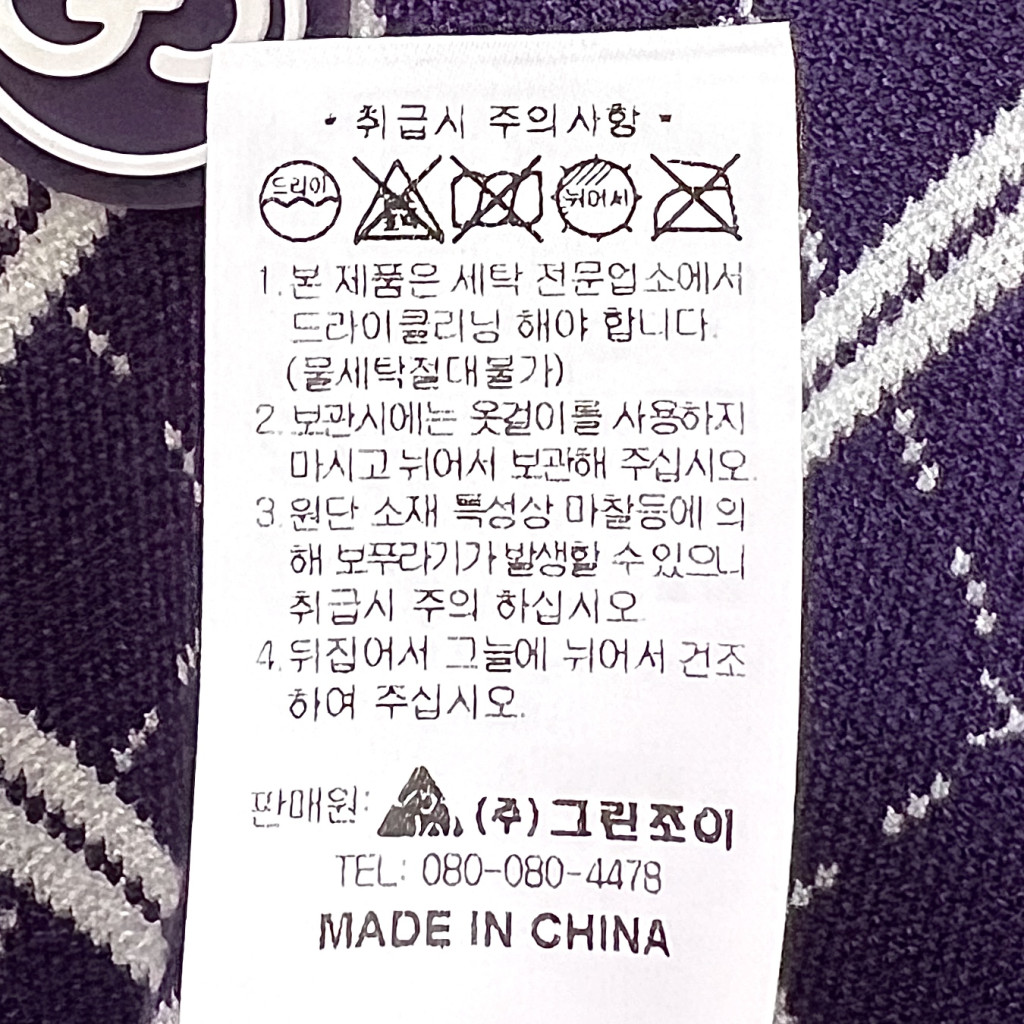 • 취급시 주의사항 •
드라이
염소
뉘어서
1. 본 제품은 세탁 전문업소에서
드라이클리닝 해야 합니다.
(물세탁절대불가)
2. 보관시에는 옷걸이를 사용하지
마시고 뉘어서 보관해 주십시오.
3. 원단 소재 특성상 마찰등에 의
해 보푸라기가 발생할 수 있으니
취급시 주의 하십시오.
4. 뒤집어서 그늘에 뉘어서 건조
하여 주십시오.
판매원: (주)그린조이
TEL: 080-080-4478
MADE IN CHINA